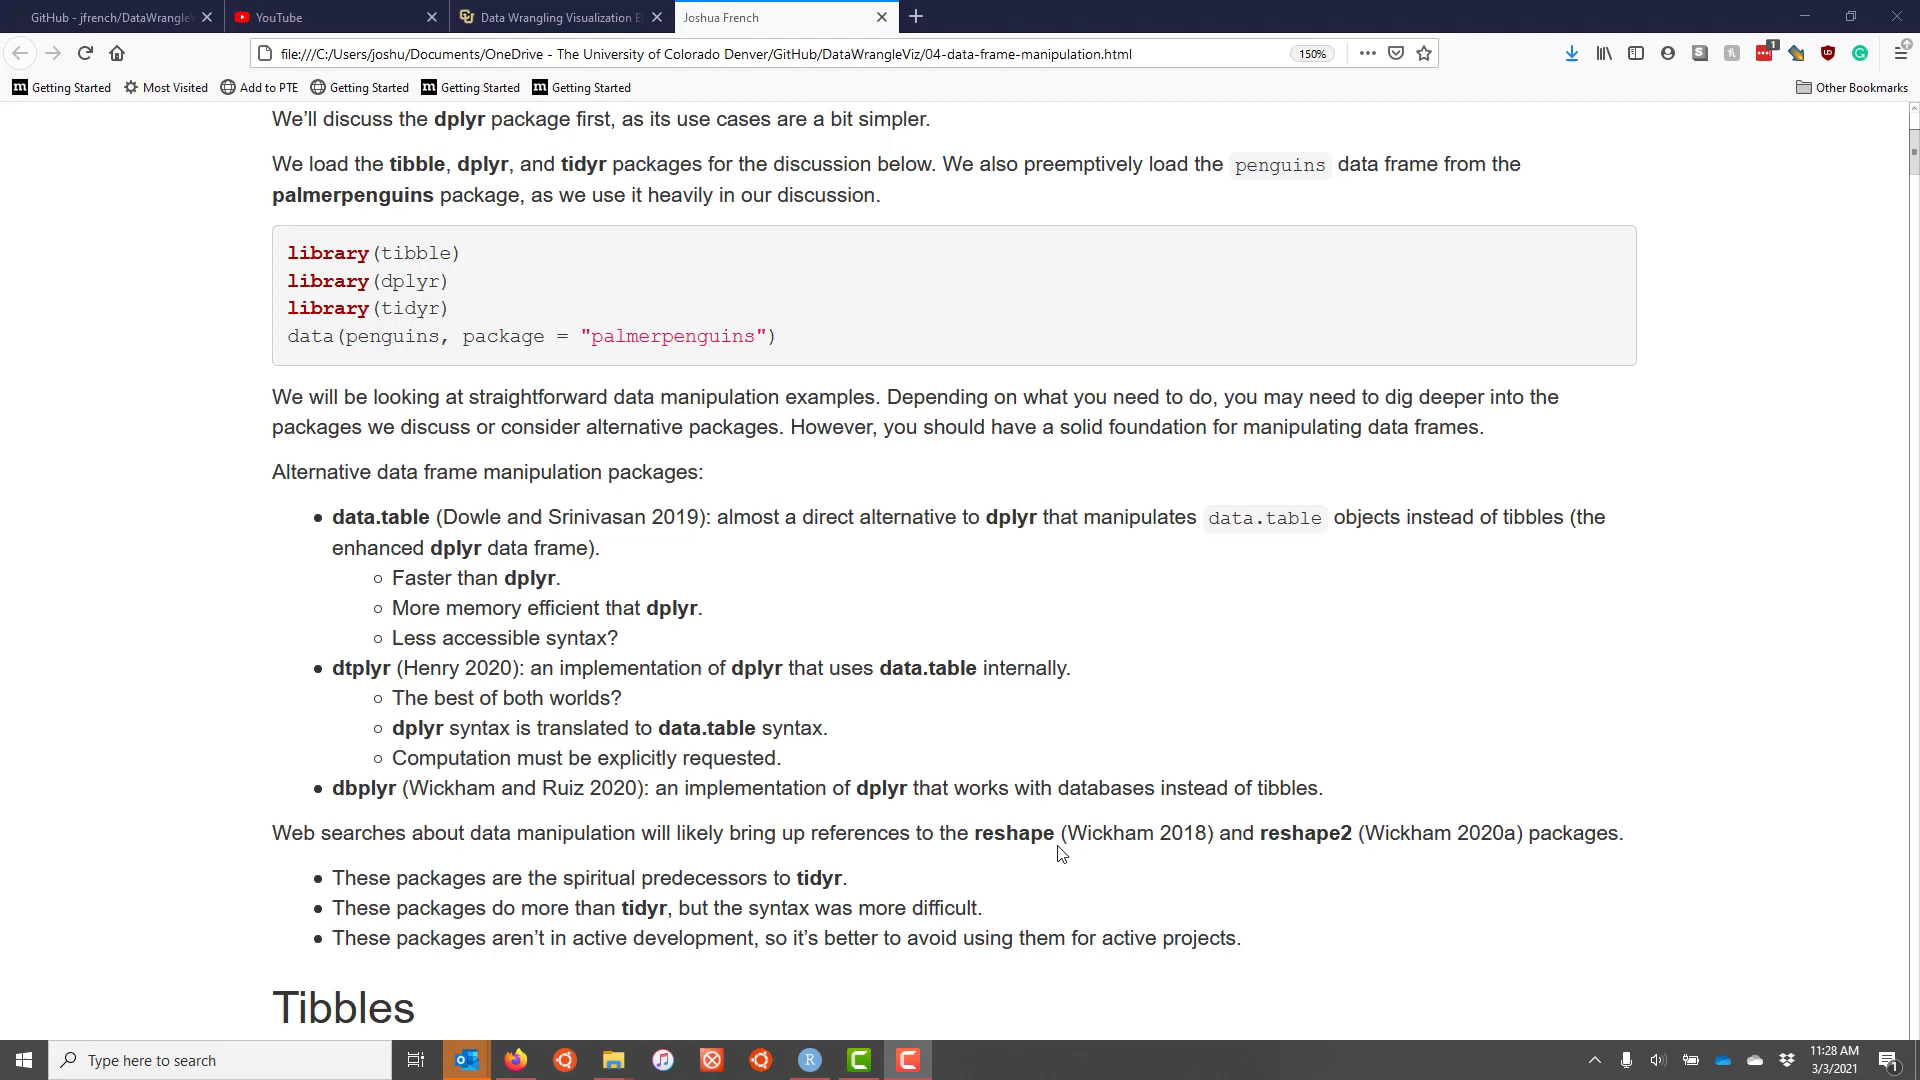 GitHub - jfrench/DataWrangleV
YouTube
Data Wrangling Visualization E
Joshua French
file:///C:/Users/joshu/Documents/OneDrive - The University of Colorado Denver/GitHub/DataWrangleViz/04-data-frame-manipulation.html
150%
Getting Started
Most Visited
Add to PTE
Getting Started
Getting Started
Getting Started
Other Bookmarks
We’ll discuss the dplyr package first, as its use cases are a bit simpler.
We load the tibble, dplyr, and tidyr packages for the discussion below. We also preemptively load the penguins data frame from the
palmerpenguins package, as we use it heavily in our discussion.
library(tibble)
library(dplyr)
library(tidyr)
data(penguins, package = "palmerpenguins")
We will be looking at straightforward data manipulation examples. Depending on what you need to do, you may need to dig deeper into the
packages we discuss or consider alternative packages. However, you should have a solid foundation for manipulating data frames.
Alternative data frame manipulation packages:
• data.table (Dowle and Srinivasan 2019): almost a direct alternative to dplyr that manipulates data.table objects instead of tibbles (the
enhanced dplyr data frame).
○ Faster than dplyr.
○ More memory efficient that dplyr.
○ Less accessible syntax?
• dtplyr (Henry 2020): an implementation of dplyr that uses data.table internally.
○ The best of both worlds?
○ dplyr syntax is translated to data.table syntax.
○ Computation must be explicitly requested.
• dbplyr (Wickham and Ruiz 2020): an implementation of dplyr that works with databases instead of tibbles.
Web searches about data manipulation will likely bring up references to the reshape (Wickham 2018) and reshape2 (Wickham 2020a) packages.
• These packages are the spiritual predecessors to tidyr.
• These packages do more than tidyr, but the syntax was more difficult.
• These packages aren’t in active development, so it’s better to avoid using them for active projects.
Tibbles
Type here to search
11:28 AM
3/3/2021